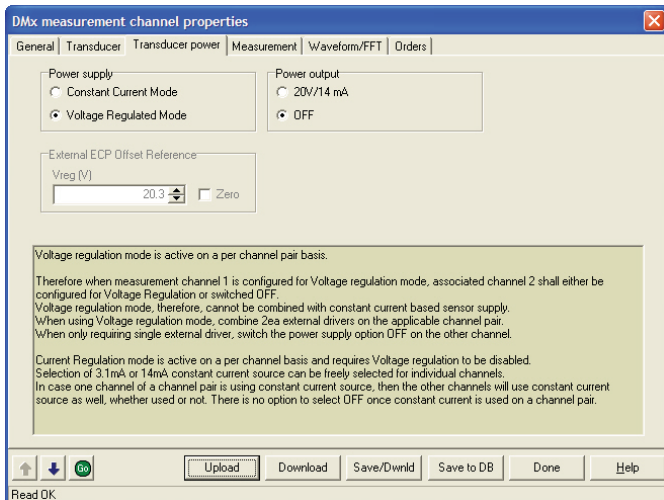 DMx measurement channel properties
General Transducer Transducer power Measurement Waveform/FFT Orders
Power supply
Constant Current Mode
Voltage Regulated Mode
Power output
20V/14 mA
OFF
External ECP Offset Reference
Vreg (V)
20.3 Zero
Voltage regulation mode is active on a per channel pair basis.
Therefore when measurement channel 1 is configured for Voltage regulation mode, associated channel 2 shall either be
configured for Voltage Regulation or switched OFF.
Voltage regulation mode, therefore, cannot be combined with constant current based sensor supply.
When using Voltage regulation mode, combine 2ea external drivers on the applicable channel pair.
When only requiring single external driver, switch the power supply option OFF on the other channel.
Current Regulation mode is active on a per channel basis and requires Voltage regulation to be disabled.
Selection of 3.1mA or 14mA constant current source can be freely selected for individual channels.
In case one channel of a channel pair is using constant current source, then the other channels will use constant current
source as well, whether used or not. There is no option to select OFF once constant current is used on a channel pair.
Go Upload Download Save/Dwnld Save to DB Done Help
Read OK